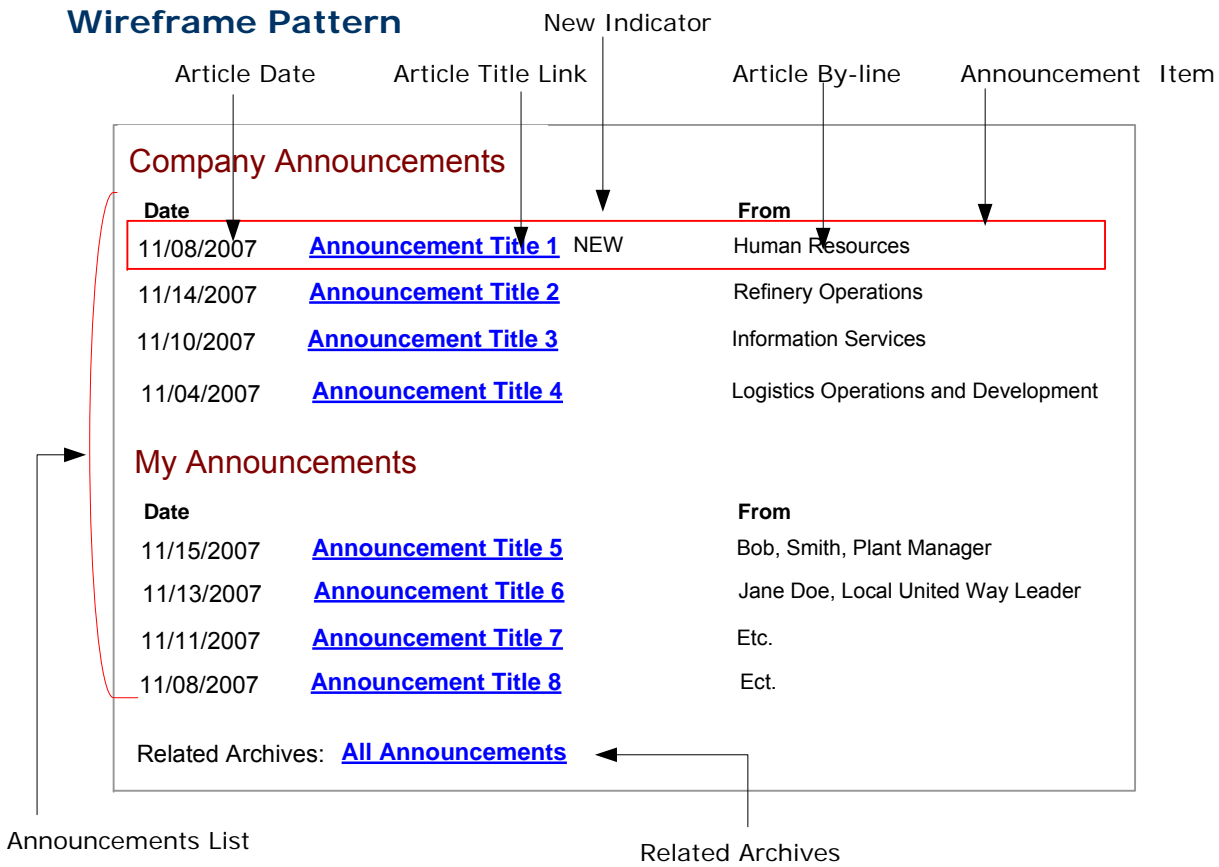 Wireframe Pattern
New Indicator
Article Date Article Title Link Article By-line Announcement Item
Company Announcements
Date From
11/08/2007 Announcement Title 1 NEW Human Resources
11/14/2007 Announcement Title 2 Refinery Operations
11/10/2007 Announcement Title 3 Information Services
11/04/2007 Announcement Title 4 Logistics Operations and Development
My Announcements
Date From
11/15/2007 Announcement Title 5 Bob, Smith, Plant Manager
11/13/2007 Announcement Title 6 Jane Doe, Local United Way Leader
11/11/2007 Announcement Title 7 Etc.
11/08/2007 Announcement Title 8 Ect.
Related Archives: All Announcements
Announcements List
Related Archives